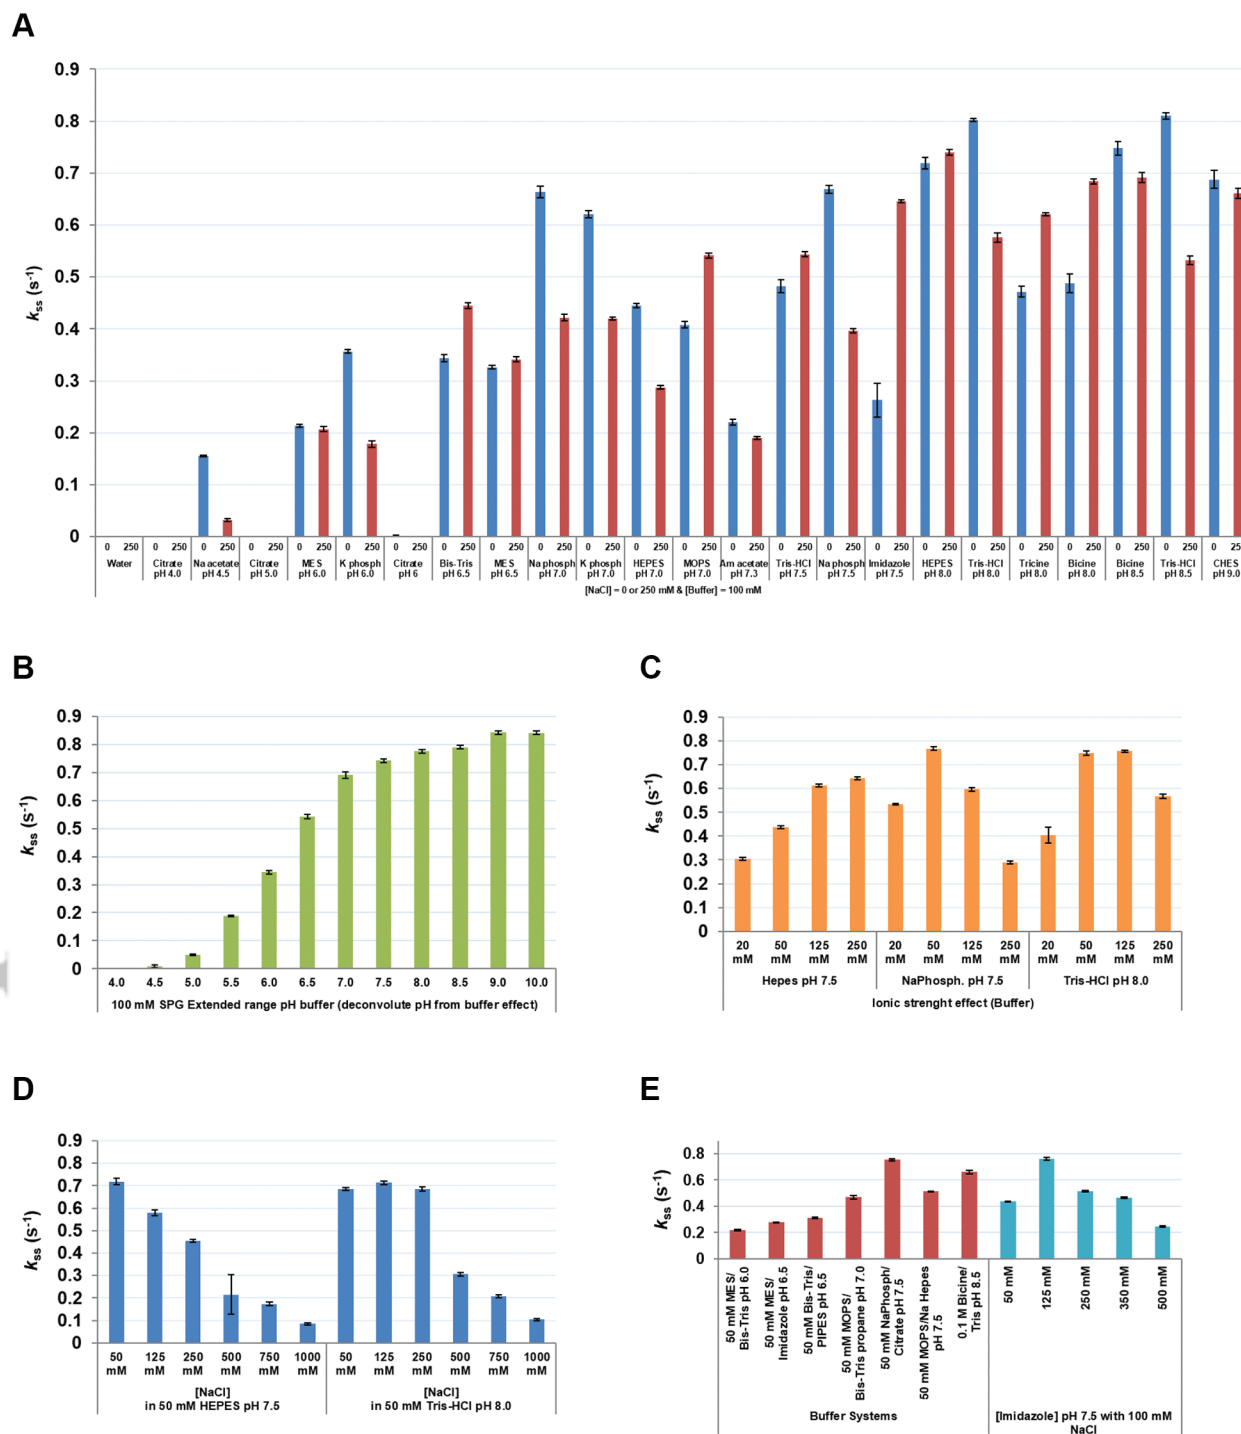 A
0.9
0.8
0.7
0.6
0.5
0.4
0.3
0.2
0.1
0
kss (s-1)
0 250 0 250 0 250 0 250 0 250 0 250 0 250 0 250 0 250 0 250 0 250 0 250 0 250 0 250 0 250 0 250 0 250 0 250 0 250 0 250 0 250 0 250 0 250 0 25
Water Citrate Na acetate Citrate MES K phosph Citrate Bis-Tris MES Na phosph K phosph HEPES MOPS Am acetate Tris-HCl Na phosph Imidazole HEPES Tris-HCl Tricine Bicine Bicine Tris-HCl CHES
pH 4.0 pH 4.5 pH 5.0 pH 6.0 pH 6.0 pH 6 pH 6.5 pH 6.5 pH 7.0 pH 7.0 pH 7.0 pH 7.0 pH 7.3 pH 7.5 pH 7.5 pH 7.5 pH 8.0 pH 8.0 pH 8.0 pH 8.0 pH 8.5 pH 8.5 pH 9.0
[NaCl] = 0 or 250 mM & [Buffer] = 100 mM
B
0.9
0.8
0.7
0.6
0.5
0.4
0.3
0.2
0.1
0
kss (s-1)
4.0 4.5 5.0 5.5 6.0 6.5 7.0 7.5 8.0 8.5 9.0 10.0
100 mM SPG Extended range pH buffer (deconvolute pH from buffer effect)
C
0.9
0.8
0.7
0.6
0.5
0.4
0.3
0.2
0.1
0
kss (s-1)
20 50 125 250 20 50 125 250 20 50 125 250
mM mM mM mM mM mM mM mM mM mM mM mM
Hepes pH 7.5 NaPhosph. pH 7.5 Tris-HCl pH 8.0
Ionic strenght effect (Buffer)
D
0.9
0.8
0.7
0.6
0.5
0.4
0.3
0.2
0.1
0
kss (s-1)
50 125 250 500 750 1000 50 125 250 500 750 1000
mM mM mM mM mM mM mM mM mM mM mM mM
[NaCl] [NaCl]
in 50 mM HEPES pH 7.5 in 50 mM Tris-HCl pH 8.0
E
0.8
0.6
0.4
0.2
0
kss (s-1)
50 mM MES/
Bis-Tris pH 6.0
50 mM MES/
Imidazole pH 6.5
50 mM Bis-Tris/
PIPES pH 6.5
50 mM MOPS/
Bis-Tris propane pH 7.0
50 mM NaPhosph/
Citrate pH 7.5
50 mM MOPS/Na Hepes
pH 7.5
0.1 M Bicine/
Tris pH 8.5
50 mM
125 mM
250 mM
350 mM
500 mM
Buffer Systems
[Imidazole] pH 7.5 with 100 mM
NaCl